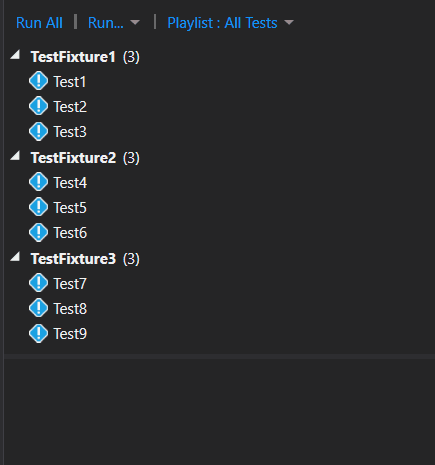 Run All | Run... | Playlist : All Tests
TestFixture1 (3)
Test1
Test2
Test3
TestFixture2 (3)
Test4
Test5
Test6
TestFixture3 (3)
Test7
Test8
Test9